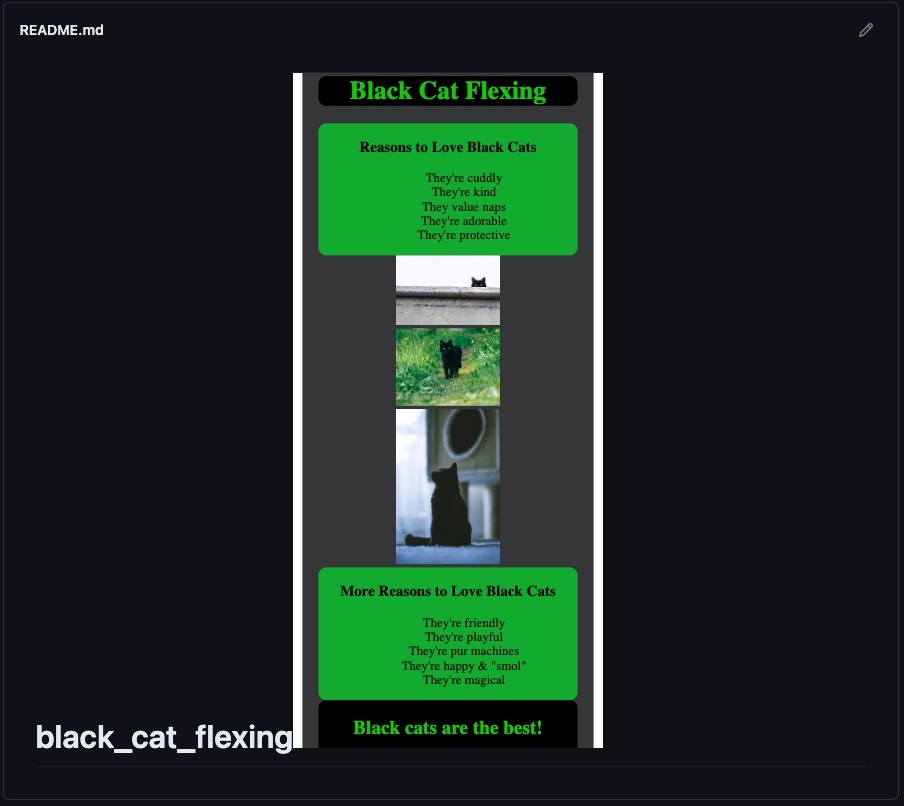 README.md
Black Cat Flexing
Reasons to Love Black Cats
They're cuddly
They're kind
They value naps
They're adorable
They're protective
More Reasons to Love Black Cats
They're friendly
They're playful
They're pur machines
They're happy & "smol"
They're magical
Black cats are the best!
black_cat_flexing